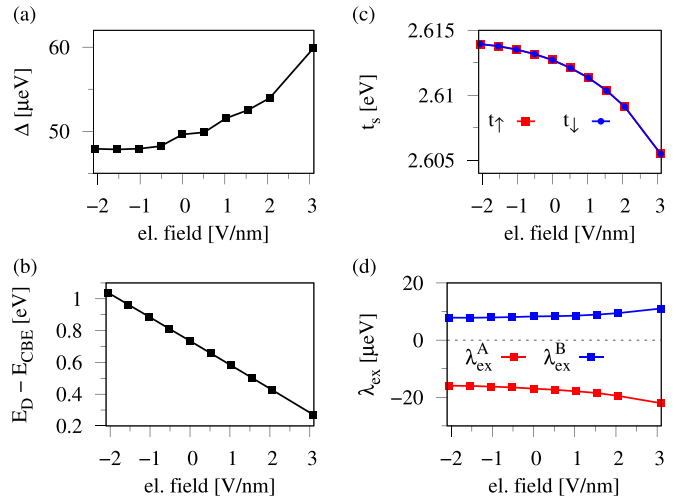 (a)
60
50
Δ [μeV]
−2 −1 0 1 2 3
el. field [V/nm]
(c)
2.615
2.61
2.605
t_s [eV]
t↑ t↓
−2 −1 0 1 2 3
el. field [V/nm]
(b)
1
0.8
0.6
0.4
0.2
E_D − E_CBE [eV]
−2 −1 0 1 2 3
el. field [V/nm]
(d)
20
0
−20
λ_ex [μeV]
λ_ex^A λ_ex^B
−2 −1 0 1 2 3
el. field [V/nm]